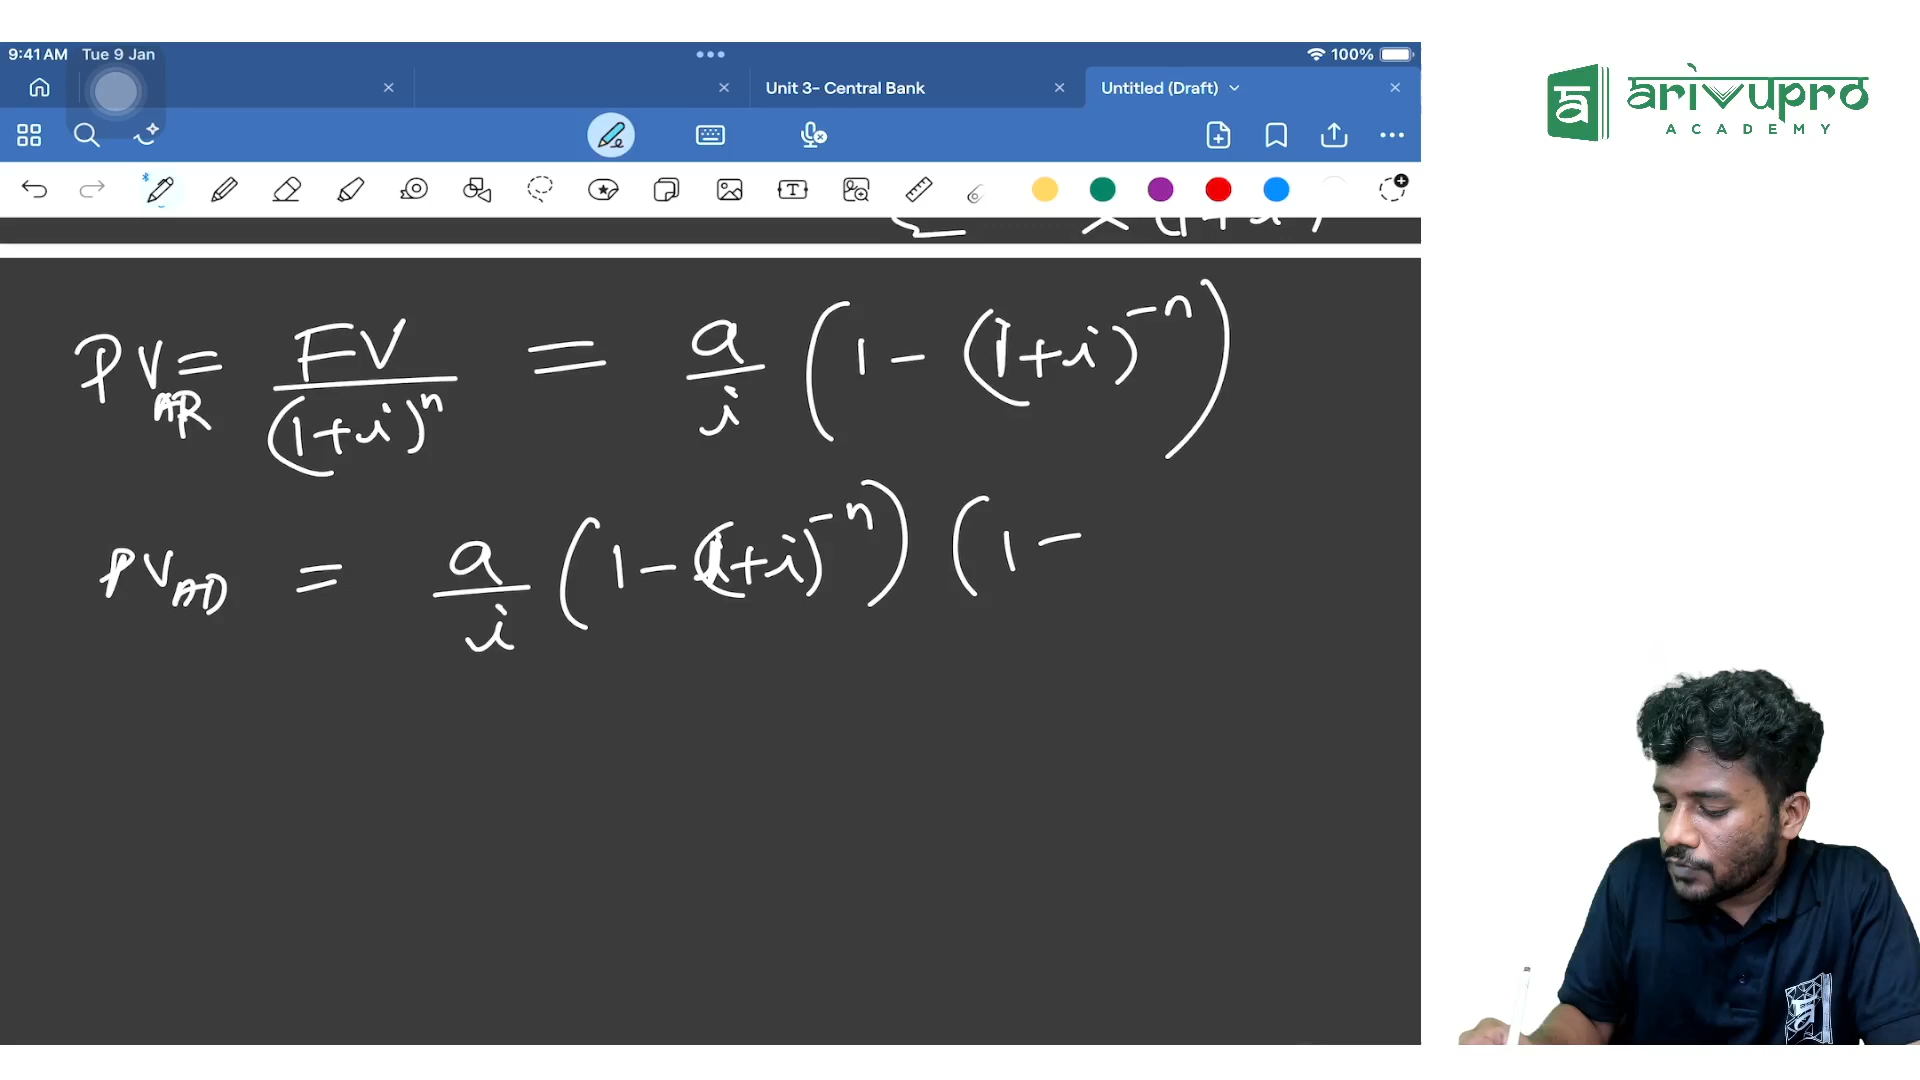 9:41 AM Tue 9 Jan
100%
Unit 3- Central Bank
Untitled (Draft)
arivupro
ACADEMY
× (1+i)
PV_AR = FV/(1+i)^n = a/i (1 - (1+i)^-n)
PV_AD = a/i (1 - (1+i)^-n) (1 -